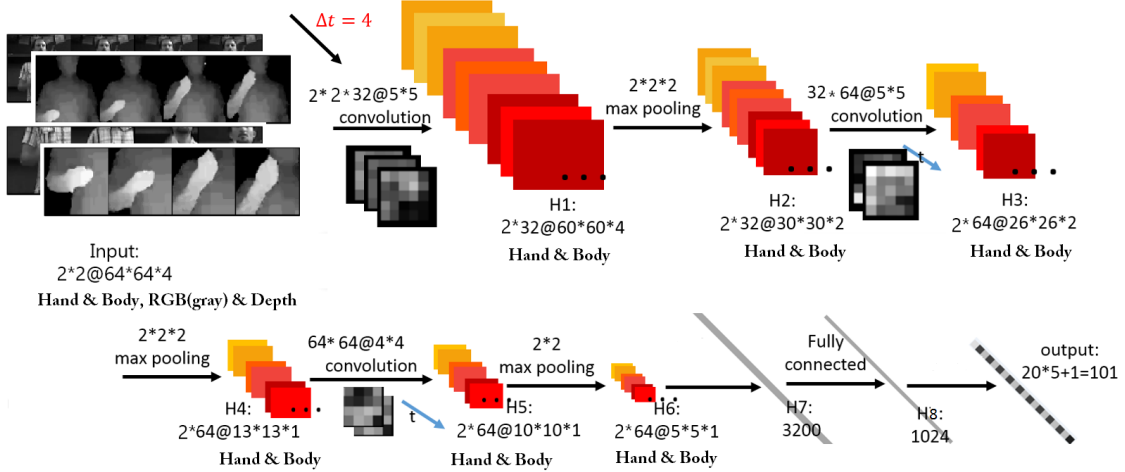 Δt = 4
2* 2*32@5*5
convolution
2*2*2
max pooling
32* 64@5*5
convolution
t
H1:
2*32@60*60*4
Hand & Body
H2:
2*32@30*30*2
Hand & Body
H3:
2*64@26*26*2
Hand & Body
Input:
2*2@64*64*4
Hand & Body, RGB(gray) & Depth
2*2*2
max pooling
64* 64@4*4
convolution
t
2*2
max pooling
Fully
connected
output:
20*5+1=101
H4:
2*64@13*13*1
Hand & Body
H5:
2*64@10*10*1
Hand & Body
H6:
2*64@5*5*1
Hand & Body
H7:
3200
H8:
1024